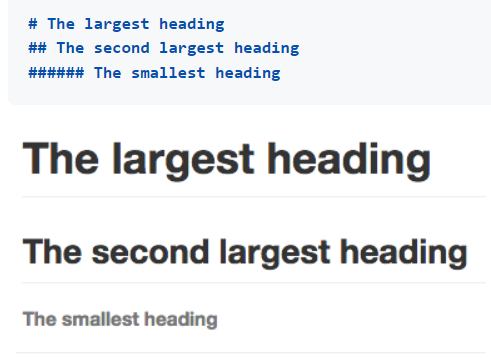 # The largest heading
## The second largest heading
###### The smallest heading
The largest heading
The second largest heading
The smallest heading